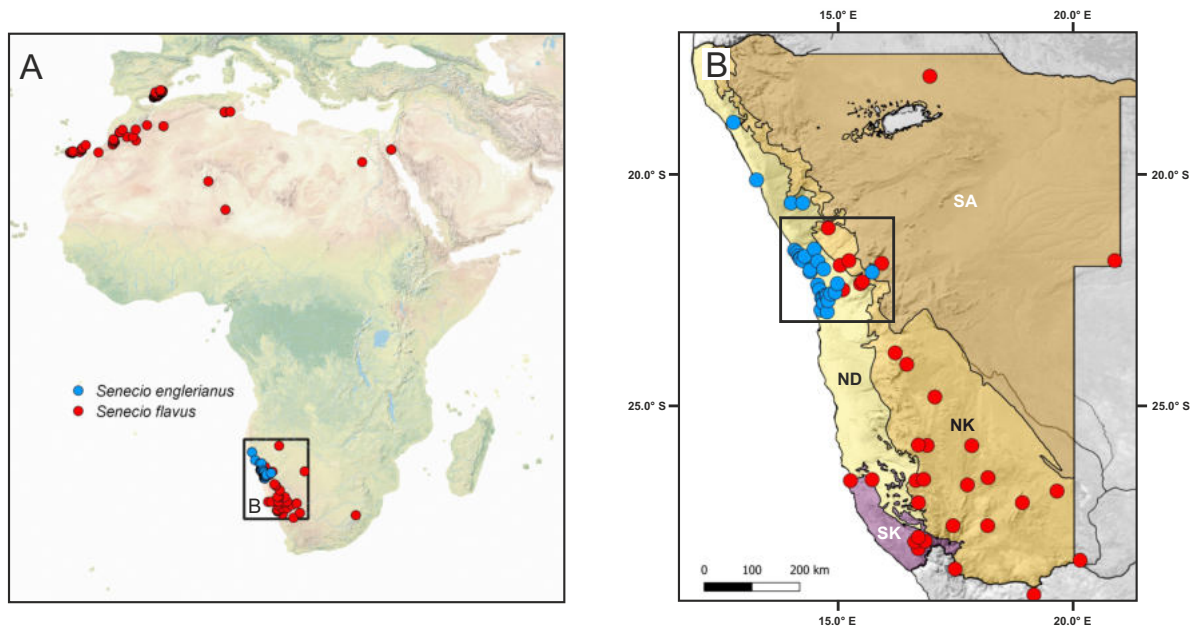 A
Senecio englerianus
Senecio flavus
B
15.0° E
20.0° E
B
20.0° S
20.0° S
SA
ND
25.0° S
25.0° S
NK
SK
0 100 200 km
15.0° E
20.0° E